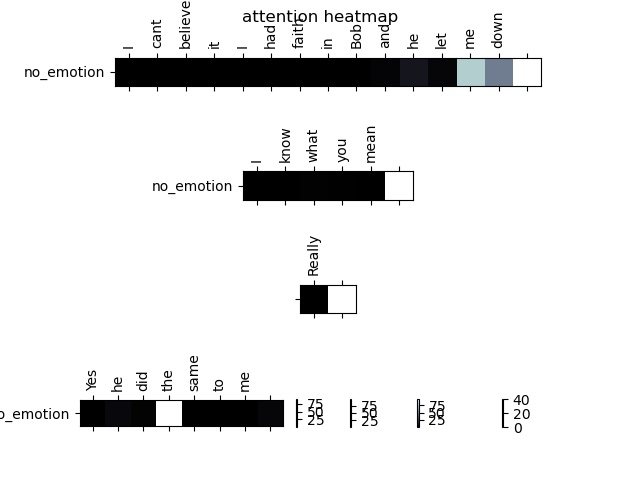 attention heatmap
I cant believe it I had faith in Bob and he let me down
no_emotion
I know what you mean
no_emotion
Really
Yes he did the same to me
o_emotion
75 75 75 40
50 50 50 20
25 25 25 0